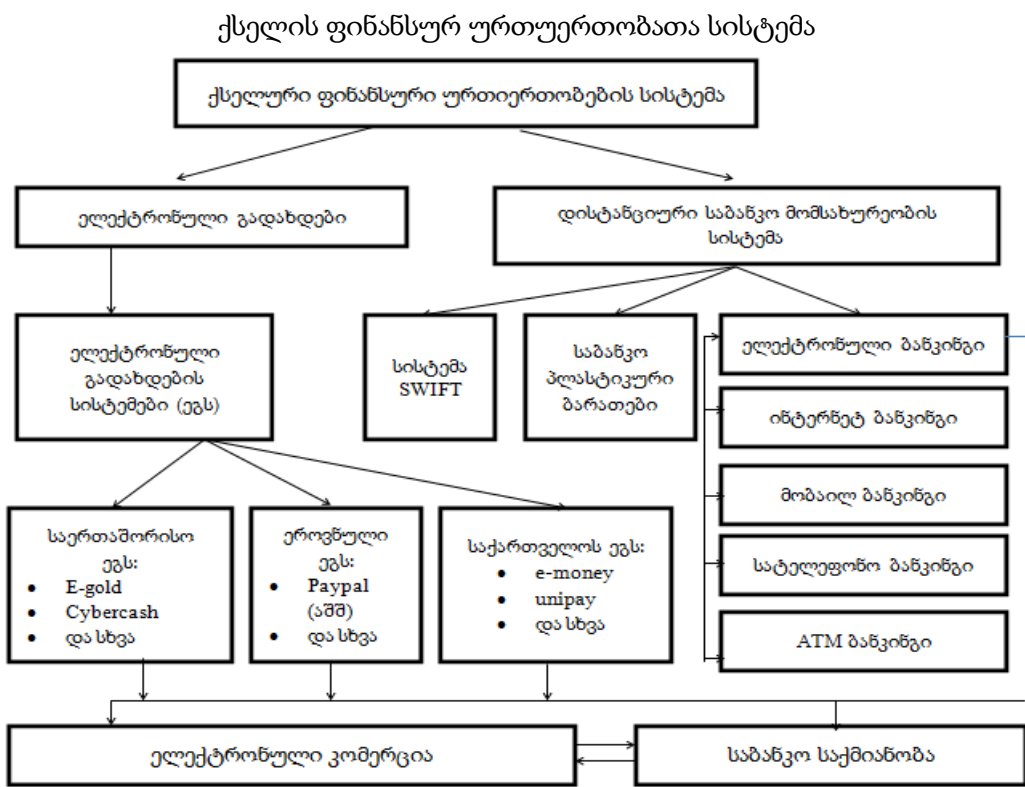 ქსელის ფინანსურ ურთუერთობათა სისტემა
ქსელური ფინანსური ურთიერთობების სისტემა
ელექტრონული გადახდები
დისტანციური საბანკო მომსახურეობის
სისტემა
ელექტრონული
გადახდების
სისტემები (ეგს)
სისტემა
SWIFT
საბანკო
პლასტიკური
ბარათები
ელექტრონული ბანკინგი
ინტერნეტ ბანკინგი
მობაილ ბანკინგი
სატელეფონო ბანკინგი
ATM ბანკინგი
საერთაშორისო
ეგს:
• E-gold
• Cybercash
• და სხვა
ეროვნული
ეგს:
• Paypal
(აშშ)
• და სხვა
საქართველოს ეგს:
• e-money
• unipay
• და სხვა
ელექტრონული კომერცია
საბანკო საქმიანობა